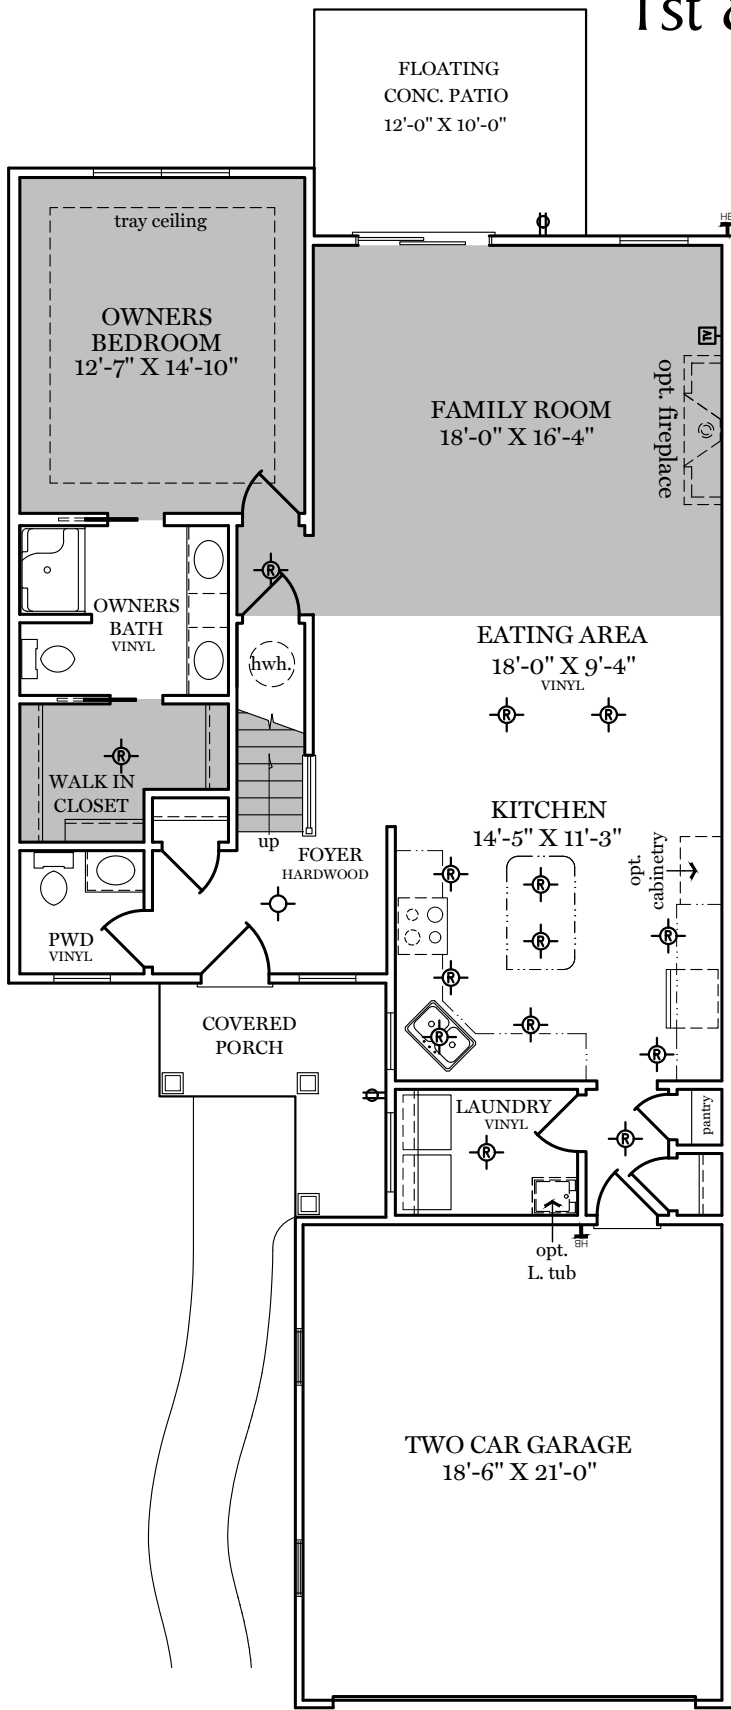 1st &
FLOATING
CONC. PATIO
12'-0" X 10'-0"
HB
tray ceiling
OWNERS
BEDROOM
12'-7" X 14'-10"
TV
FAMILY ROOM
18'-0" X 16'-4"
opt. fireplace
R
OWNERS
BATH
VINYL
hwh.
EATING AREA
18'-0" X 9'-4"
VINYL
R
R
R
WALK IN
CLOSET
up
KITCHEN
14'-5" X 11'-3"
FOYER
HARDWOOD
opt.
cabinetry
R
R
R
R
R
R
R
R
PWD
VINYL
COVERED
PORCH
LAUNDRY
VINYL
pantry
R
R
opt.
L. tub
HB
TWO CAR GARAGE
18'-6" X 21'-0"